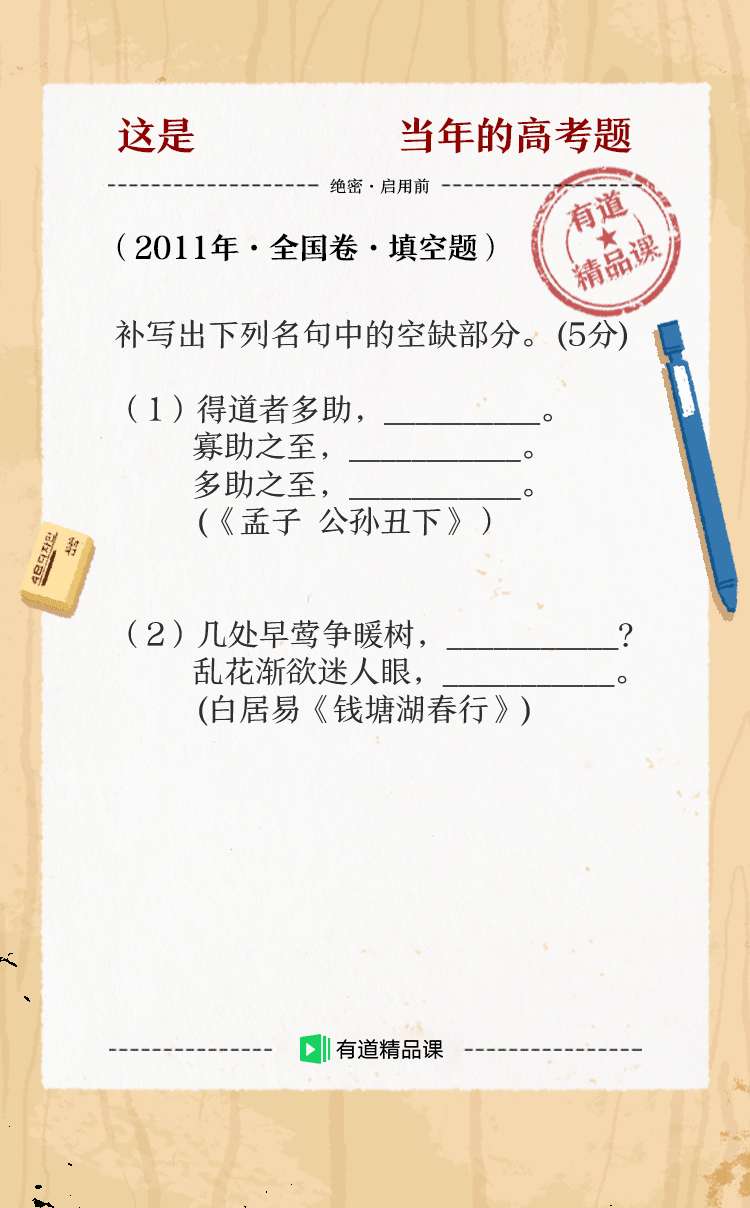 这是 当年的高考题
绝密·启用前
有道
精品课
（2011年·全国卷·填空题）
补写出下列名句中的空缺部分。(5分)
（1）得道者多助，__________。
寡助之至，___________。
多助之至，___________。
(《孟子 公孙丑下》）
（2）几处早莺争暖树，___________?
乱花渐欲迷人眼，___________。
(白居易《钱塘湖春行》)
有道精品课